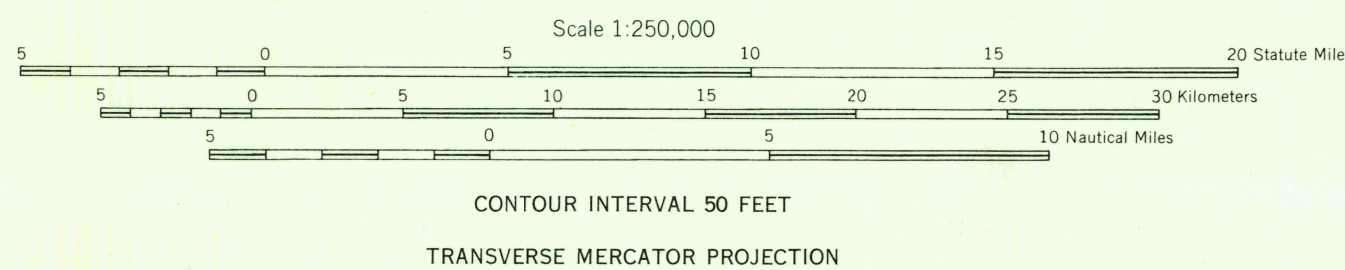 Scale 1:250,000
5 0 5 10 15 20 Statute Mile
5 0 5 10 15 20 25 30 Kilometers
5 0 5 10 Nautical Miles
CONTOUR INTERVAL 50 FEET
TRANSVERSE MERCATOR PROJECTION